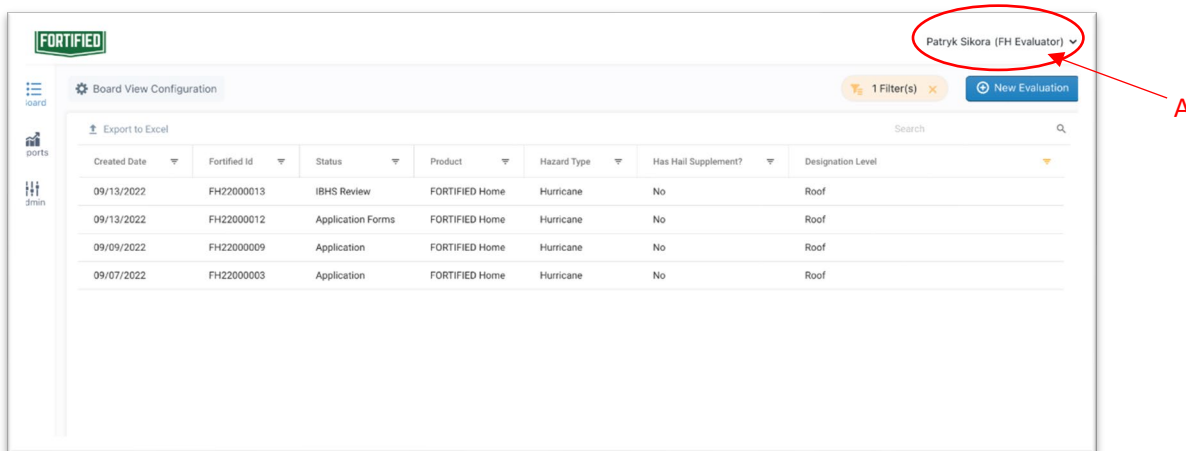 FORTIFIED
Patryk Sikora (FH Evaluator)
oard
Board View Configuration
1 Filter(s)
New Evaluation
A
Export to Excel
Search
ports
Created Date Fortified Id Status Product Hazard Type Has Hail Supplement? Designation Level
09/13/2022 FH22000013 IBHS Review FORTIFIED Home Hurricane No Roof
dmin
09/13/2022 FH22000012 Application Forms FORTIFIED Home Hurricane No Roof
09/09/2022 FH22000009 Application FORTIFIED Home Hurricane No Roof
09/07/2022 FH22000003 Application FORTIFIED Home Hurricane No Roof